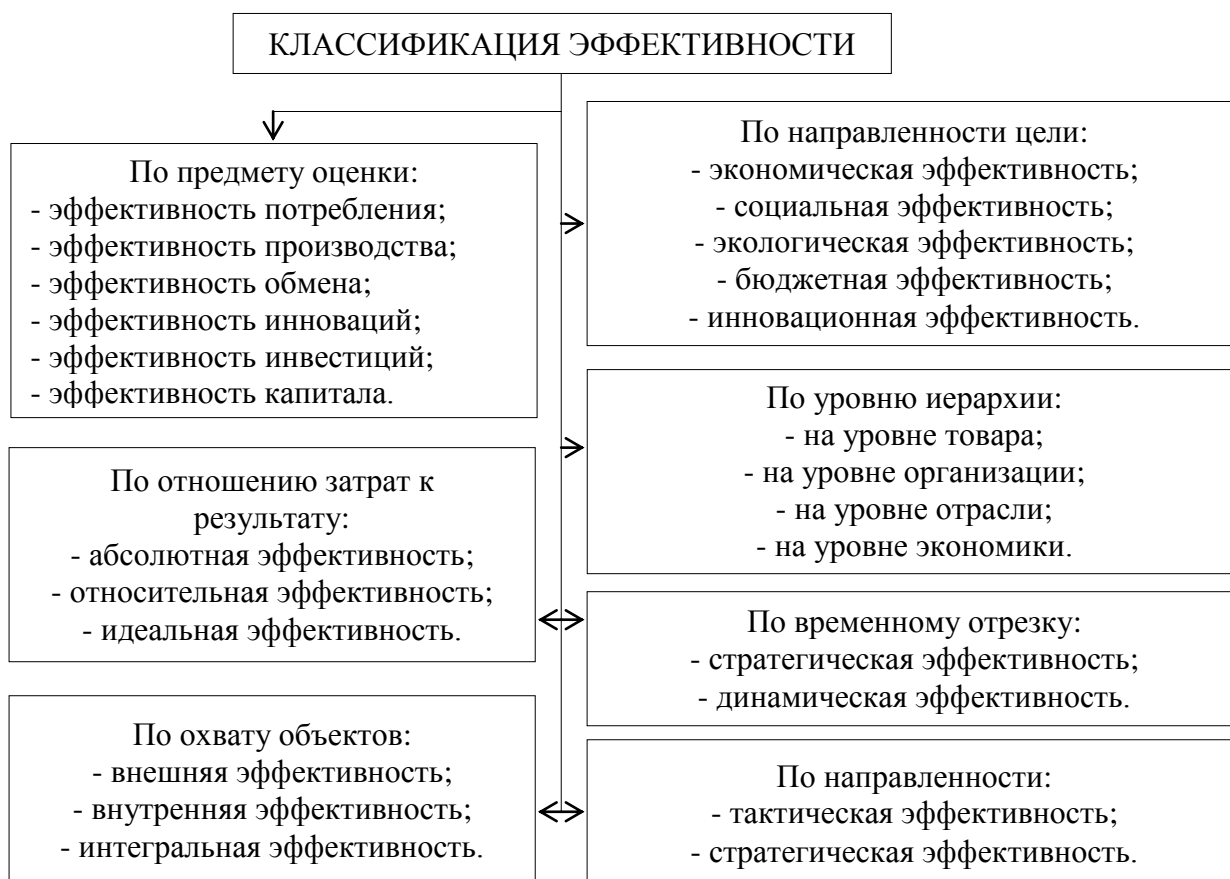 КЛАССИФИКАЦИЯ ЭФФЕКТИВНОСТИ
По предмету оценки:
- эффективность потребления;
- эффективность производства;
- эффективность обмена;
- эффективность инноваций;
- эффективность инвестиций;
- эффективность капитала.
По направленности цели:
- экономическая эффективность;
- социальная эффективность;
- экологическая эффективность;
- бюджетная эффективность;
- инновационная эффективность.
По уровню иерархии:
- на уровне товара;
- на уровне организации;
- на уровне отрасли;
- на уровне экономики.
По отношению затрат к
результату:
- абсолютная эффективность;
- относительная эффективность;
- идеальная эффективность.
По временному отрезку:
- стратегическая эффективность;
- динамическая эффективность.
По охвату объектов:
- внешняя эффективность;
- внутренняя эффективность;
- интегральная эффективность.
По направленности:
- тактическая эффективность;
- стратегическая эффективность.